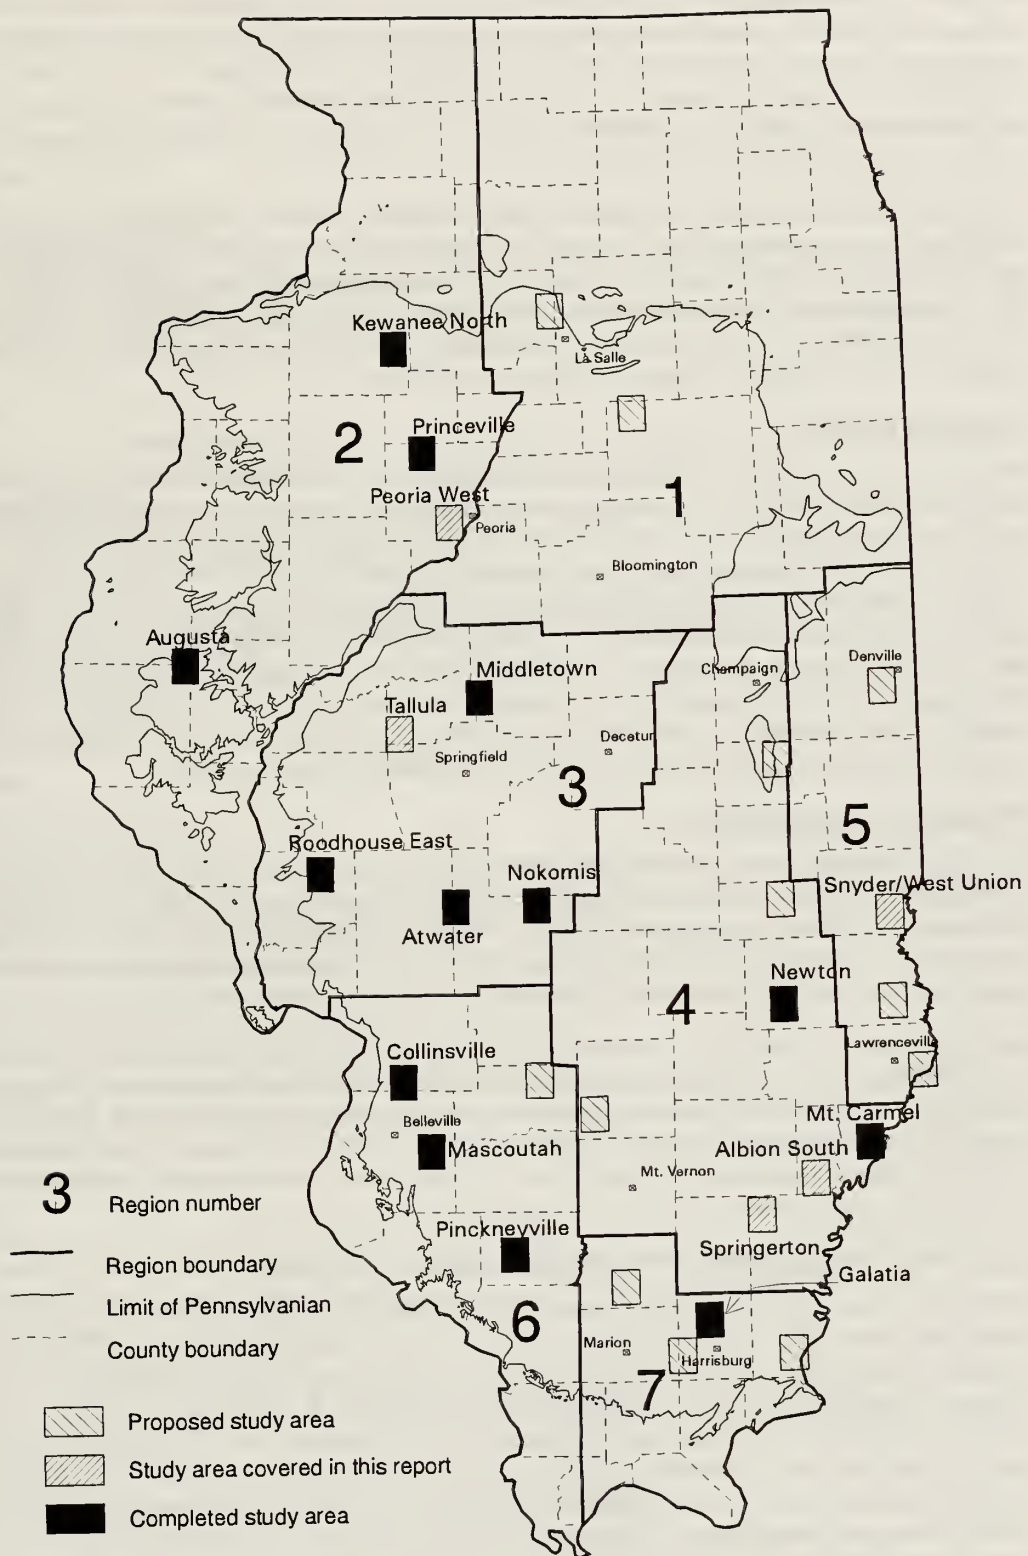 Kewanee North
La Salle
2
Princeville
1
Peoria West
Peoria
Bloomington
Augusta
Middletown
Champaign
Denville
Tallula
Springfield
Decetur
3
5
Roodhouse East
Nokomis
Snyder/West Union
Atwater
Newton
4
Collinsville
Lawrenceville
Belleville
Mt. Carmel
Mascoutah
Albion South
Mt. Vernon
3 Region number
Pinckneyville
Springerton
Region boundary
Galatia
Limit of Pennsylvanian
6
County boundary
Marion
Harrisburg
7
Proposed study area
Study area covered in this report
Completed study area